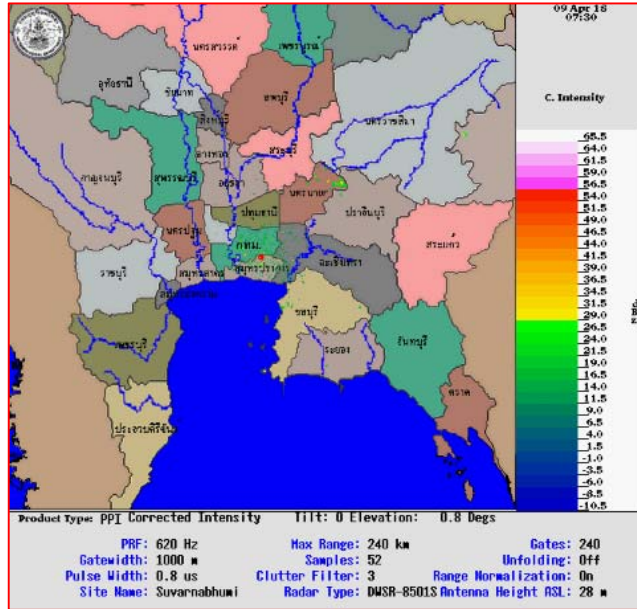 09 Apr 18
07:30
C. Intensity
65.5
64.0
61.5
59.0
56.5
54.0
51.5
49.0
46.5
44.0
41.5
39.0
36.5
34.0
31.5
29.0
26.5
24.0
21.5
19.0
16.5
14.0
11.5
9.0
6.5
4.0
1.5
-1.0
-3.5
-6.0
-8.5
-10.5
นครสวรรค์
เพชรบูรณ์
อุทัยธานี
ชัยนาท
ลพบุรี
สิงห์บุรี
นครราชสีมา
อ่างทอง
สระบุรี
กาญจนบุรี
สุพรรณบุรี
อยุธยา
นครนายก
ปราจีนบุรี
ปทุมธานี
นครปฐม
กทม.
สระแก้ว
ฉะเชิงเทรา
ราชบุรี
สมุทรสาคร
สมุทรปราการ
ชลบุรี
เพชรบุรี
ระยอง
จันทบุรี
ตราด
ประจวบคีรีขันธ์
Product Type: PPI Corrected Intensity Tilt: 0 Elevation: 0.8 Degs
PRF: 620 Hz Max Range: 240 km Gates: 240
Gatewidth: 1000 m Samples: 52 Unfolding: Off
Pulse Width: 0.8 us Clutter Filter: 3 Range Normalization: On
Site Name: Suvarnabhumi Radar Type: DWSR-8501S Antenna Height ASL: 28 m